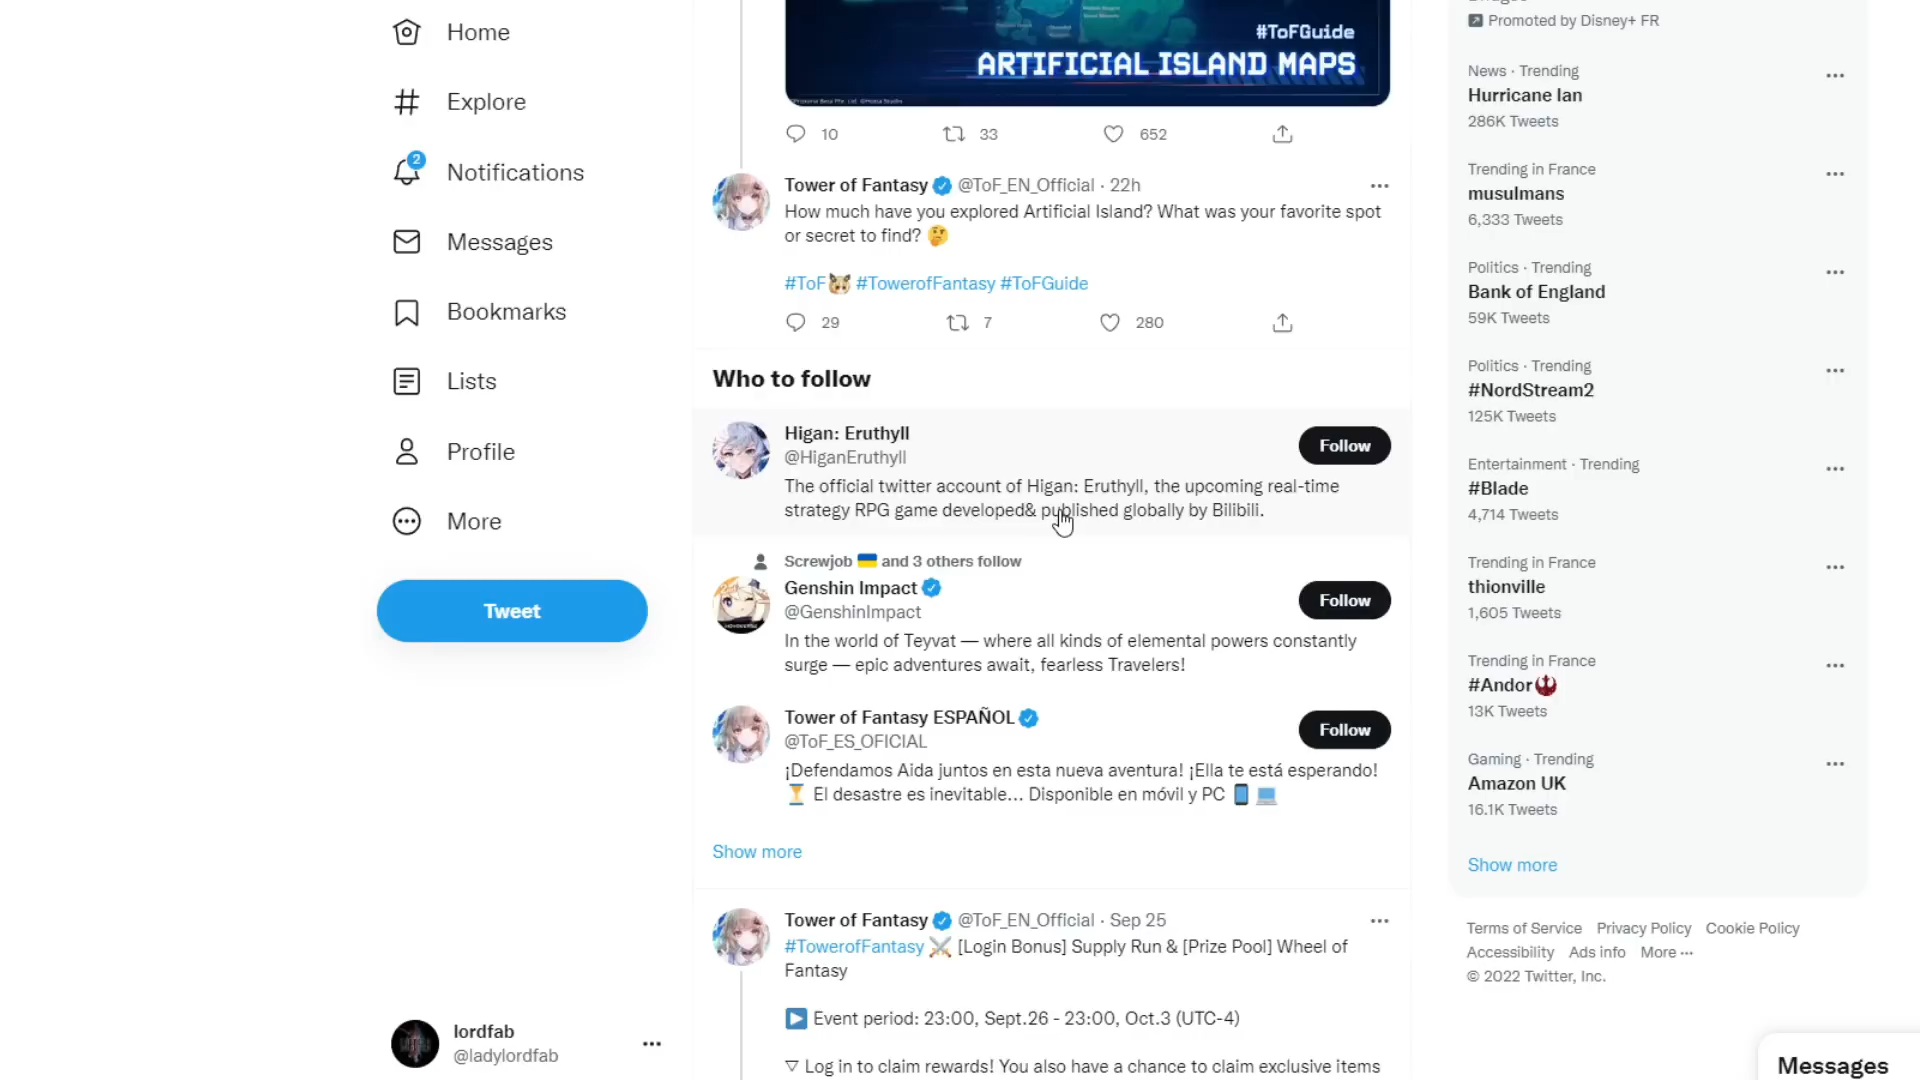 Home
Explore
2
Notifications
Messages
Bookmarks
Lists
Profile
More
Tweet
lordfab
@ladylordfab
#ToFGuide
ARTIFICIAL ISLAND MAPS
10 33 652
Tower of Fantasy @ToF_EN_Official · 22h
How much have you explored Artificial Island? What was your favorite spot
or secret to find? 🤔
#ToF #TowerofFantasy #ToFGuide
29 7 280
Who to follow
Higan: Eruthyll
@HiganEruthyll
Follow
The official twitter account of Higan: Eruthyll, the upcoming real-time
strategy RPG game developed& published globally by Bilibili.
Screwjob 🇺🇦 and 3 others follow
Genshin Impact
@GenshinImpact
Follow
In the world of Teyvat — where all kinds of elemental powers constantly
surge — epic adventures await, fearless Travelers!
Tower of Fantasy ESPAÑOL
@ToF_ES_OFICIAL
Follow
¡Defendamos Aida juntos en esta nueva aventura! ¡Ella te está esperando!
⏳ El desastre es inevitable... Disponible en móvil y PC 📱 💻
Show more
Tower of Fantasy @ToF_EN_Official · Sep 25
#TowerofFantasy ⚔️ [Login Bonus] Supply Run & [Prize Pool] Wheel of
Fantasy
▶️ Event period: 23:00, Sept.26 - 23:00, Oct.3 (UTC-4)
▽ Log in to claim rewards! You also have a chance to claim exclusive items
Promoted by Disney+ FR
News · Trending
Hurricane Ian
286K Tweets
Trending in France
musulmans
6,333 Tweets
Politics · Trending
Bank of England
59K Tweets
Politics · Trending
#NordStream2
125K Tweets
Entertainment · Trending
#Blade
4,714 Tweets
Trending in France
thionville
1,605 Tweets
Trending in France
#Andor
13K Tweets
Gaming · Trending
Amazon UK
16.1K Tweets
Show more
Terms of Service Privacy Policy Cookie Policy
Accessibility Ads info More ···
© 2022 Twitter, Inc.
Messages